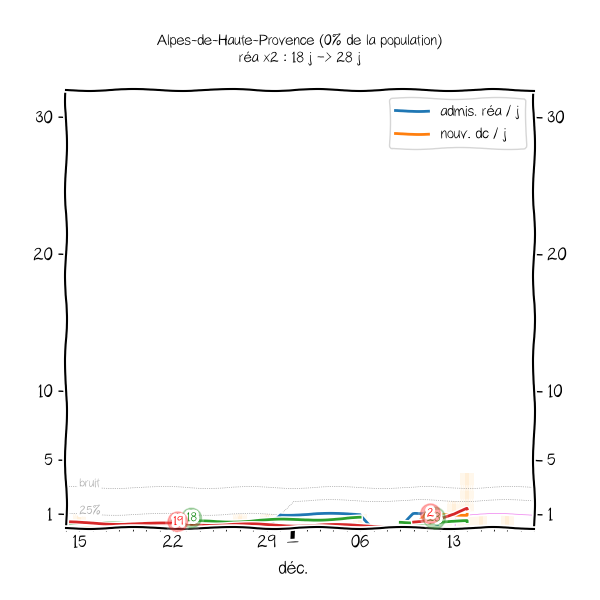 Alpes-de-Haute-Provence (0% de la population)
réa x2 : 18 j -> 28 j
admis. réa / j
nouv. dc / j
30 30
20 20
10 10
5 5
bruit
25%
1 1
19 18 2
15 22 29 06 13
déc.